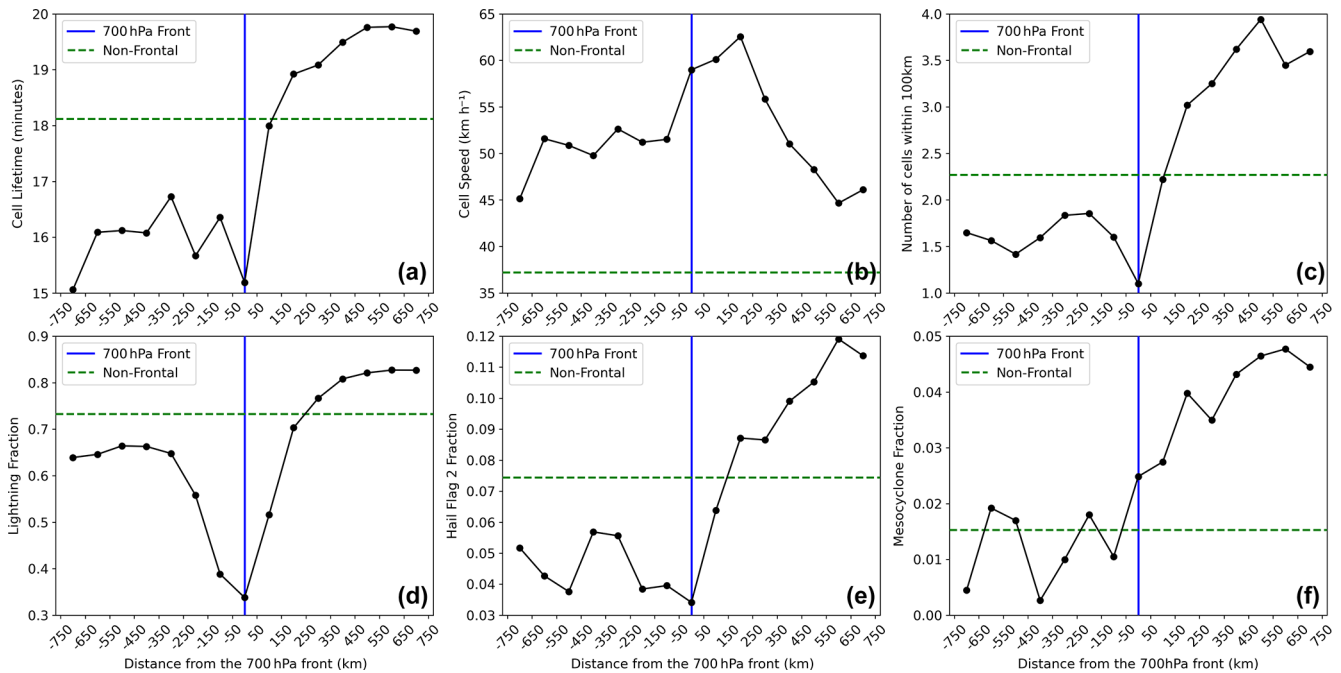 20
19
18
17
16
15
Cell Lifetime (minutes)
700 hPa Front
Non-Frontal
(a)
-750 -650 -550 -450 -350 -250 -150 -50 50 150 250 350 450 550 650 750
65
60
55
50
45
40
35
Cell Speed (km h⁻¹)
700 hPa Front
Non-Frontal
(b)
-750 -650 -550 -450 -350 -250 -150 -50 50 150 250 350 450 550 650 750
4.0
3.5
3.0
2.5
2.0
1.5
1.0
Number of cells within 100km
700 hPa Front
Non-Frontal
(c)
-750 -650 -550 -450 -350 -250 -150 -50 50 150 250 350 450 550 650 750
0.9
0.8
0.7
0.6
0.5
0.4
0.3
Lightning Fraction
700 hPa Front
Non-Frontal
(d)
-750 -650 -550 -450 -350 -250 -150 -50 50 150 250 350 450 550 650 750
Distance from the 700 hPa front (km)
0.12
0.11
0.10
0.09
0.08
0.07
0.06
0.05
0.04
0.03
Hail Flag 2 Fraction
700 hPa Front
Non-Frontal
(e)
-750 -650 -550 -450 -350 -250 -150 -50 50 150 250 350 450 550 650 750
Distance from the 700 hPa front (km)
0.05
0.04
0.03
0.02
0.01
0.00
Mesocyclone Fraction
700 hPa Front
Non-Frontal
(f)
-750 -650 -550 -450 -350 -250 -150 -50 50 150 250 350 450 550 650 750
Distance from the 700hPa front (km)